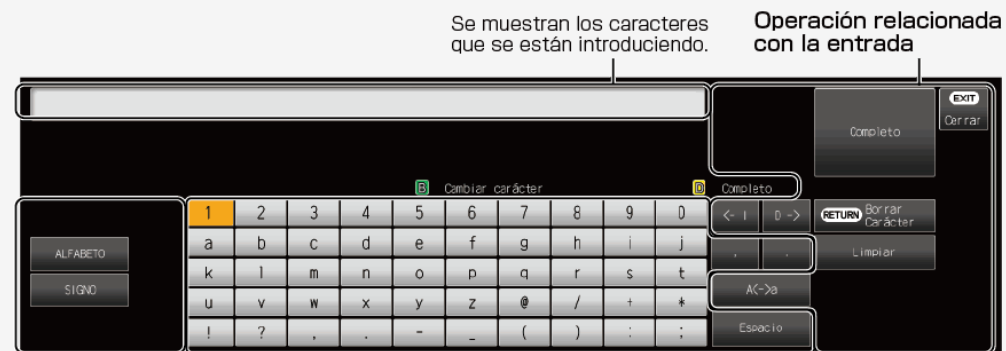 Se muestran los caracteres
que se están introduciendo.
Operación relacionada
con la entrada
EXIT
Cerrar
Completo
B Cambiar carácter
D Completo
1 2 3 4 5 6 7 8 9 0
<- I D ->
RETURN Borrar
Carácter
a b c d e f g h i j
, .
Limpiar
ALFABETO
k l m n o p q r s t
SIGNO
A<->a
u v w x y z @ / + *
! ? , . - _ ( ) : ;
Espacio